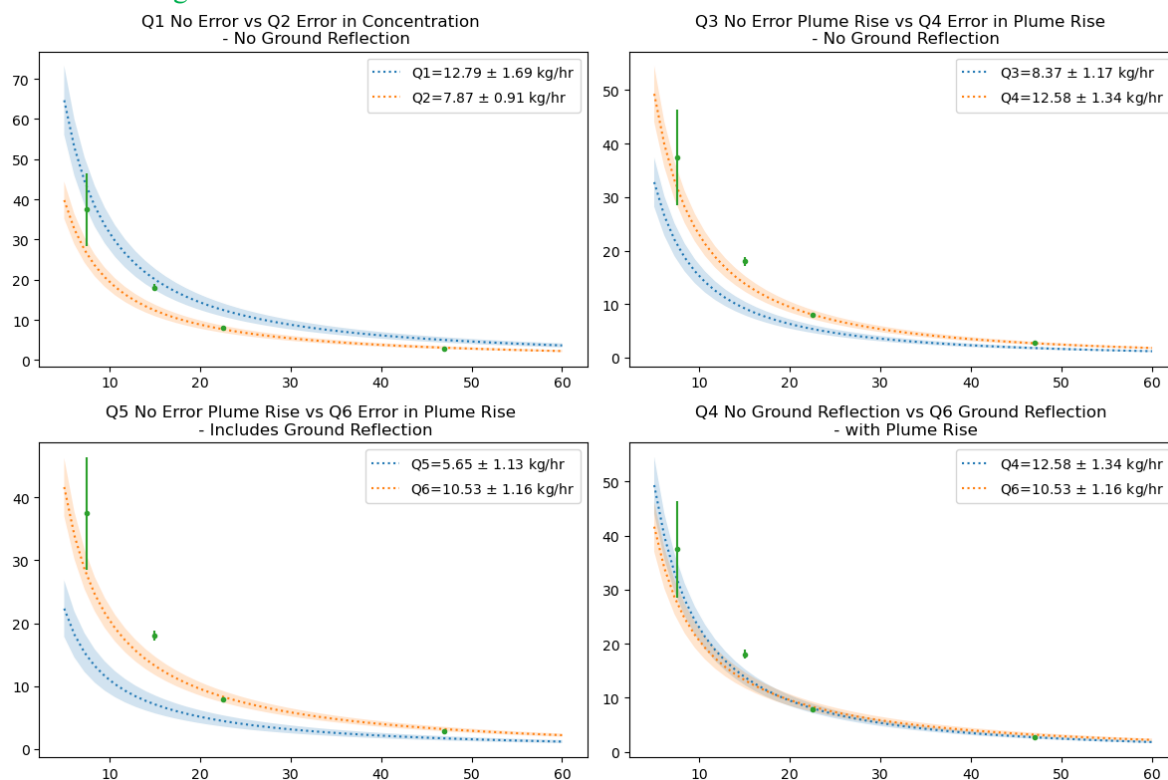 Q1 No Error vs Q2 Error in Concentration
- No Ground Reflection
Q1=12.79 ± 1.69 kg/hr
Q2=7.87 ± 0.91 kg/hr
70
60
50
40
30
20
10
0
10 20 30 40 50 60
Q3 No Error Plume Rise vs Q4 Error in Plume Rise
- No Ground Reflection
Q3=8.37 ± 1.17 kg/hr
Q4=12.58 ± 1.34 kg/hr
50
40
30
20
10
0
10 20 30 40 50 60
Q5 No Error Plume Rise vs Q6 Error in Plume Rise
- Includes Ground Reflection
Q5=5.65 ± 1.13 kg/hr
Q6=10.53 ± 1.16 kg/hr
40
30
20
10
0
10 20 30 40 50 60
Q4 No Ground Reflection vs Q6 Ground Reflection
- with Plume Rise
Q4=12.58 ± 1.34 kg/hr
Q6=10.53 ± 1.16 kg/hr
50
40
30
20
10
0
10 20 30 40 50 60